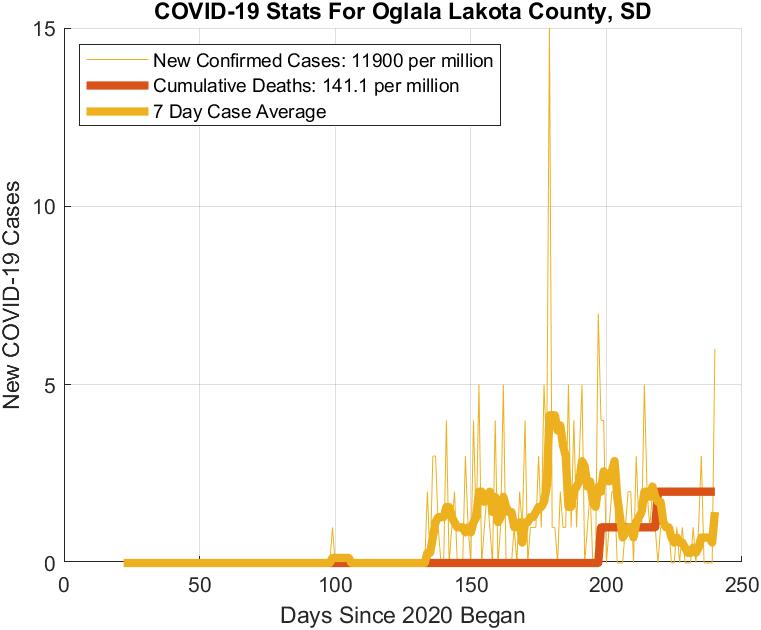 COVID-19 Stats For Oglala Lakota County, SD
New Confirmed Cases: 11900 per million
Cumulative Deaths: 141.1 per million
7 Day Case Average
New COVID-19 Cases
15
10
5
0
0 50 100 150 200 250
Days Since 2020 Began